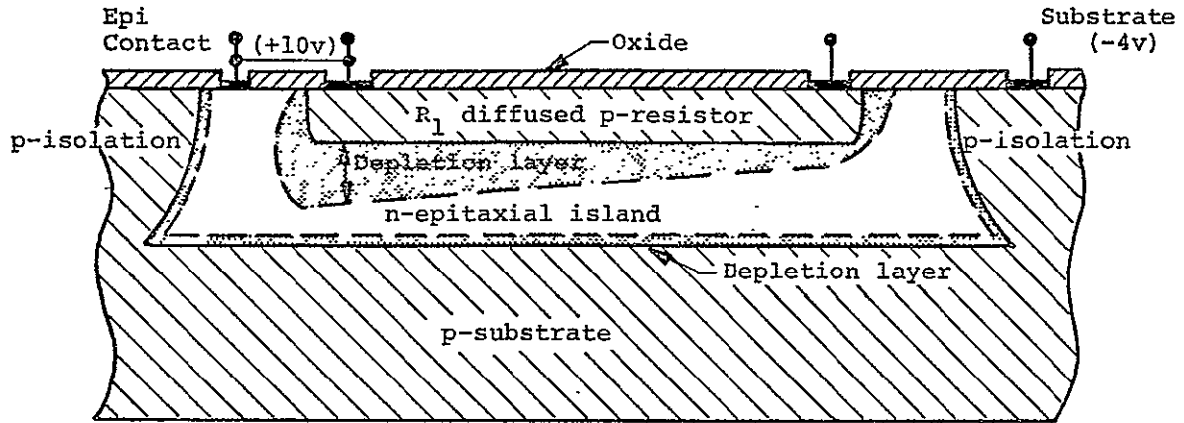 Epi
Contact
(+10v)
Oxide
Substrate
(-4v)
R1 diffused p-resistor
p-isolation
p-isolation
Depletion layer
n-epitaxial island
Depletion layer
p-substrate